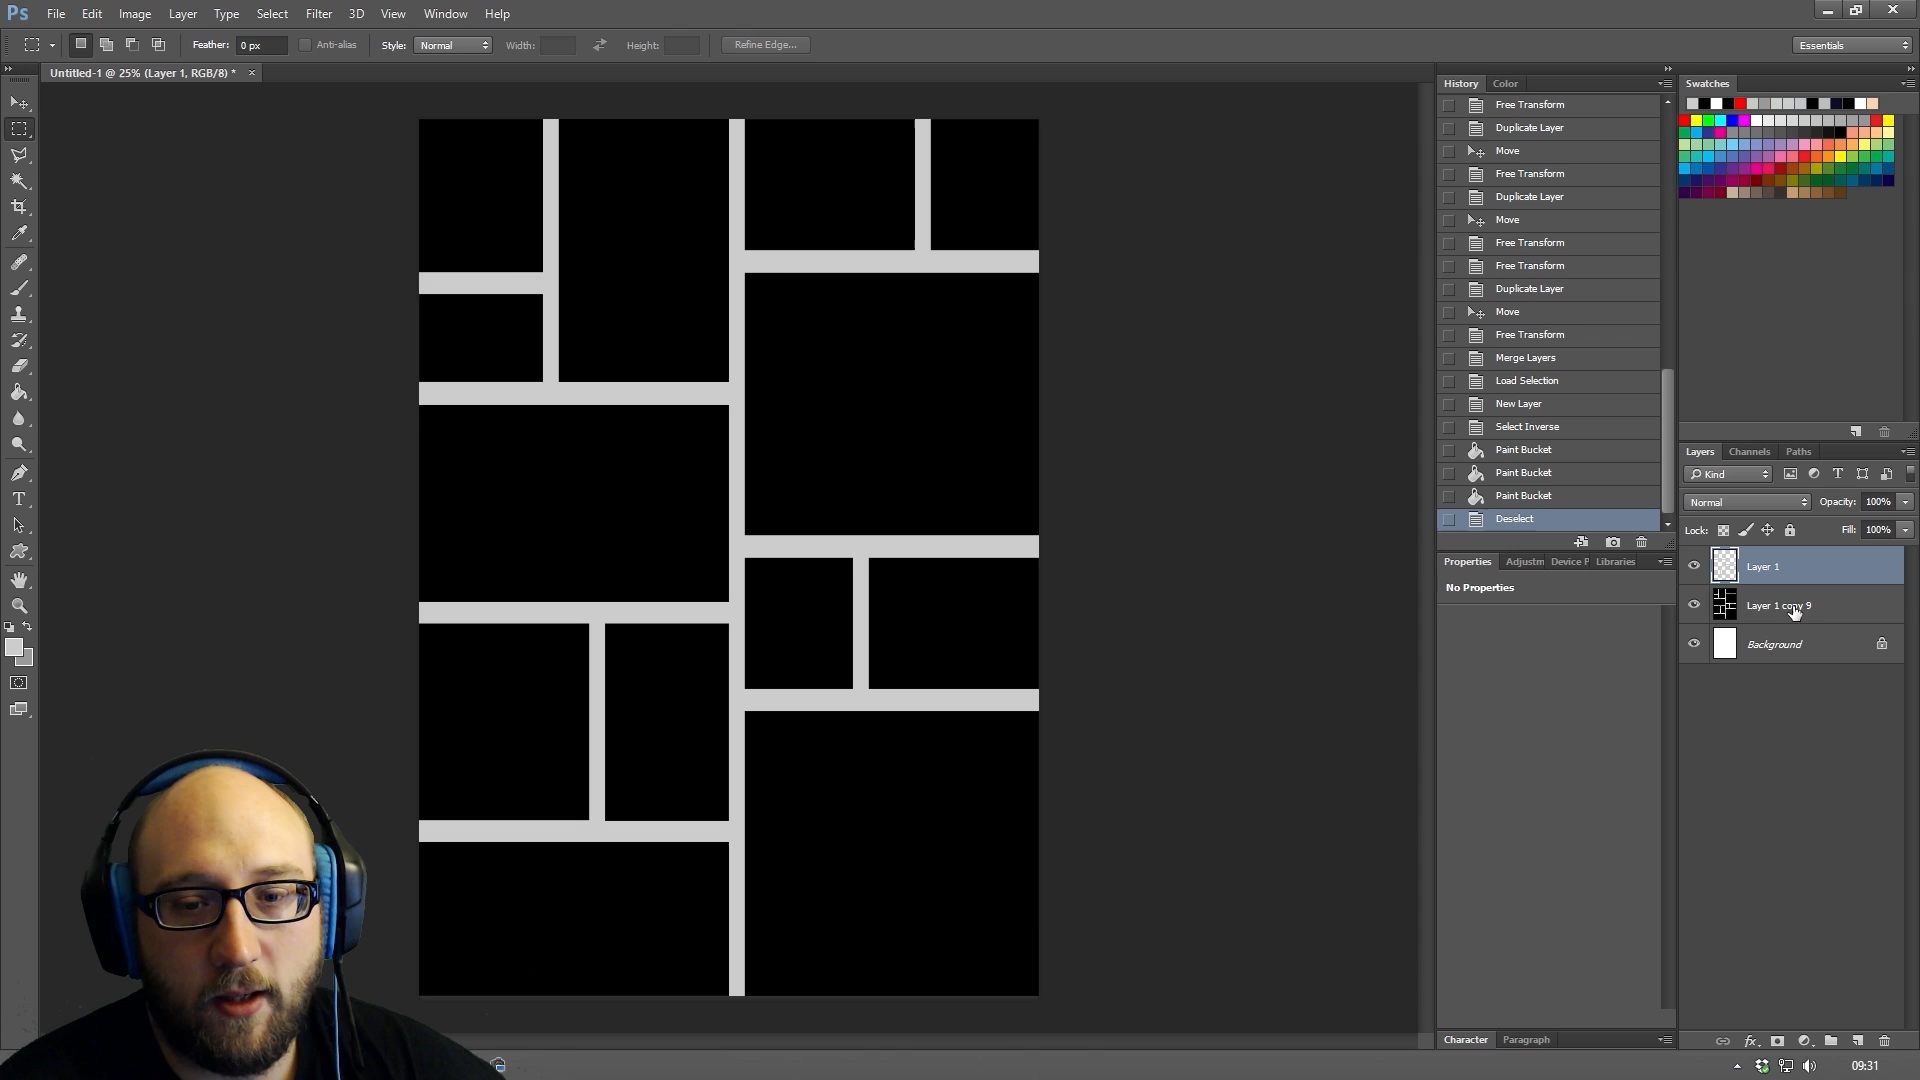 Ps File Edit Image Layer Type Select Filter 3D View Window Help
Feather: 0 px Anti-alias Style: Normal Width: Height: Refine Edge... Essentials
Untitled-1 @ 25% (Layer 1, RGB/8) * ×
History Color
Free Transform
Duplicate Layer
Move
Free Transform
Duplicate Layer
Move
Free Transform
Free Transform
Duplicate Layer
Move
Free Transform
Merge Layers
Load Selection
New Layer
Select Inverse
Paint Bucket
Paint Bucket
Paint Bucket
Deselect
Properties Adjustm Device P Libraries
No Properties
Character Paragraph
Swatches
Layers Channels Paths
Kind
Normal Opacity: 100%
Lock: Fill: 100%
Layer 1
Layer 1 copy 9
Background
09:31